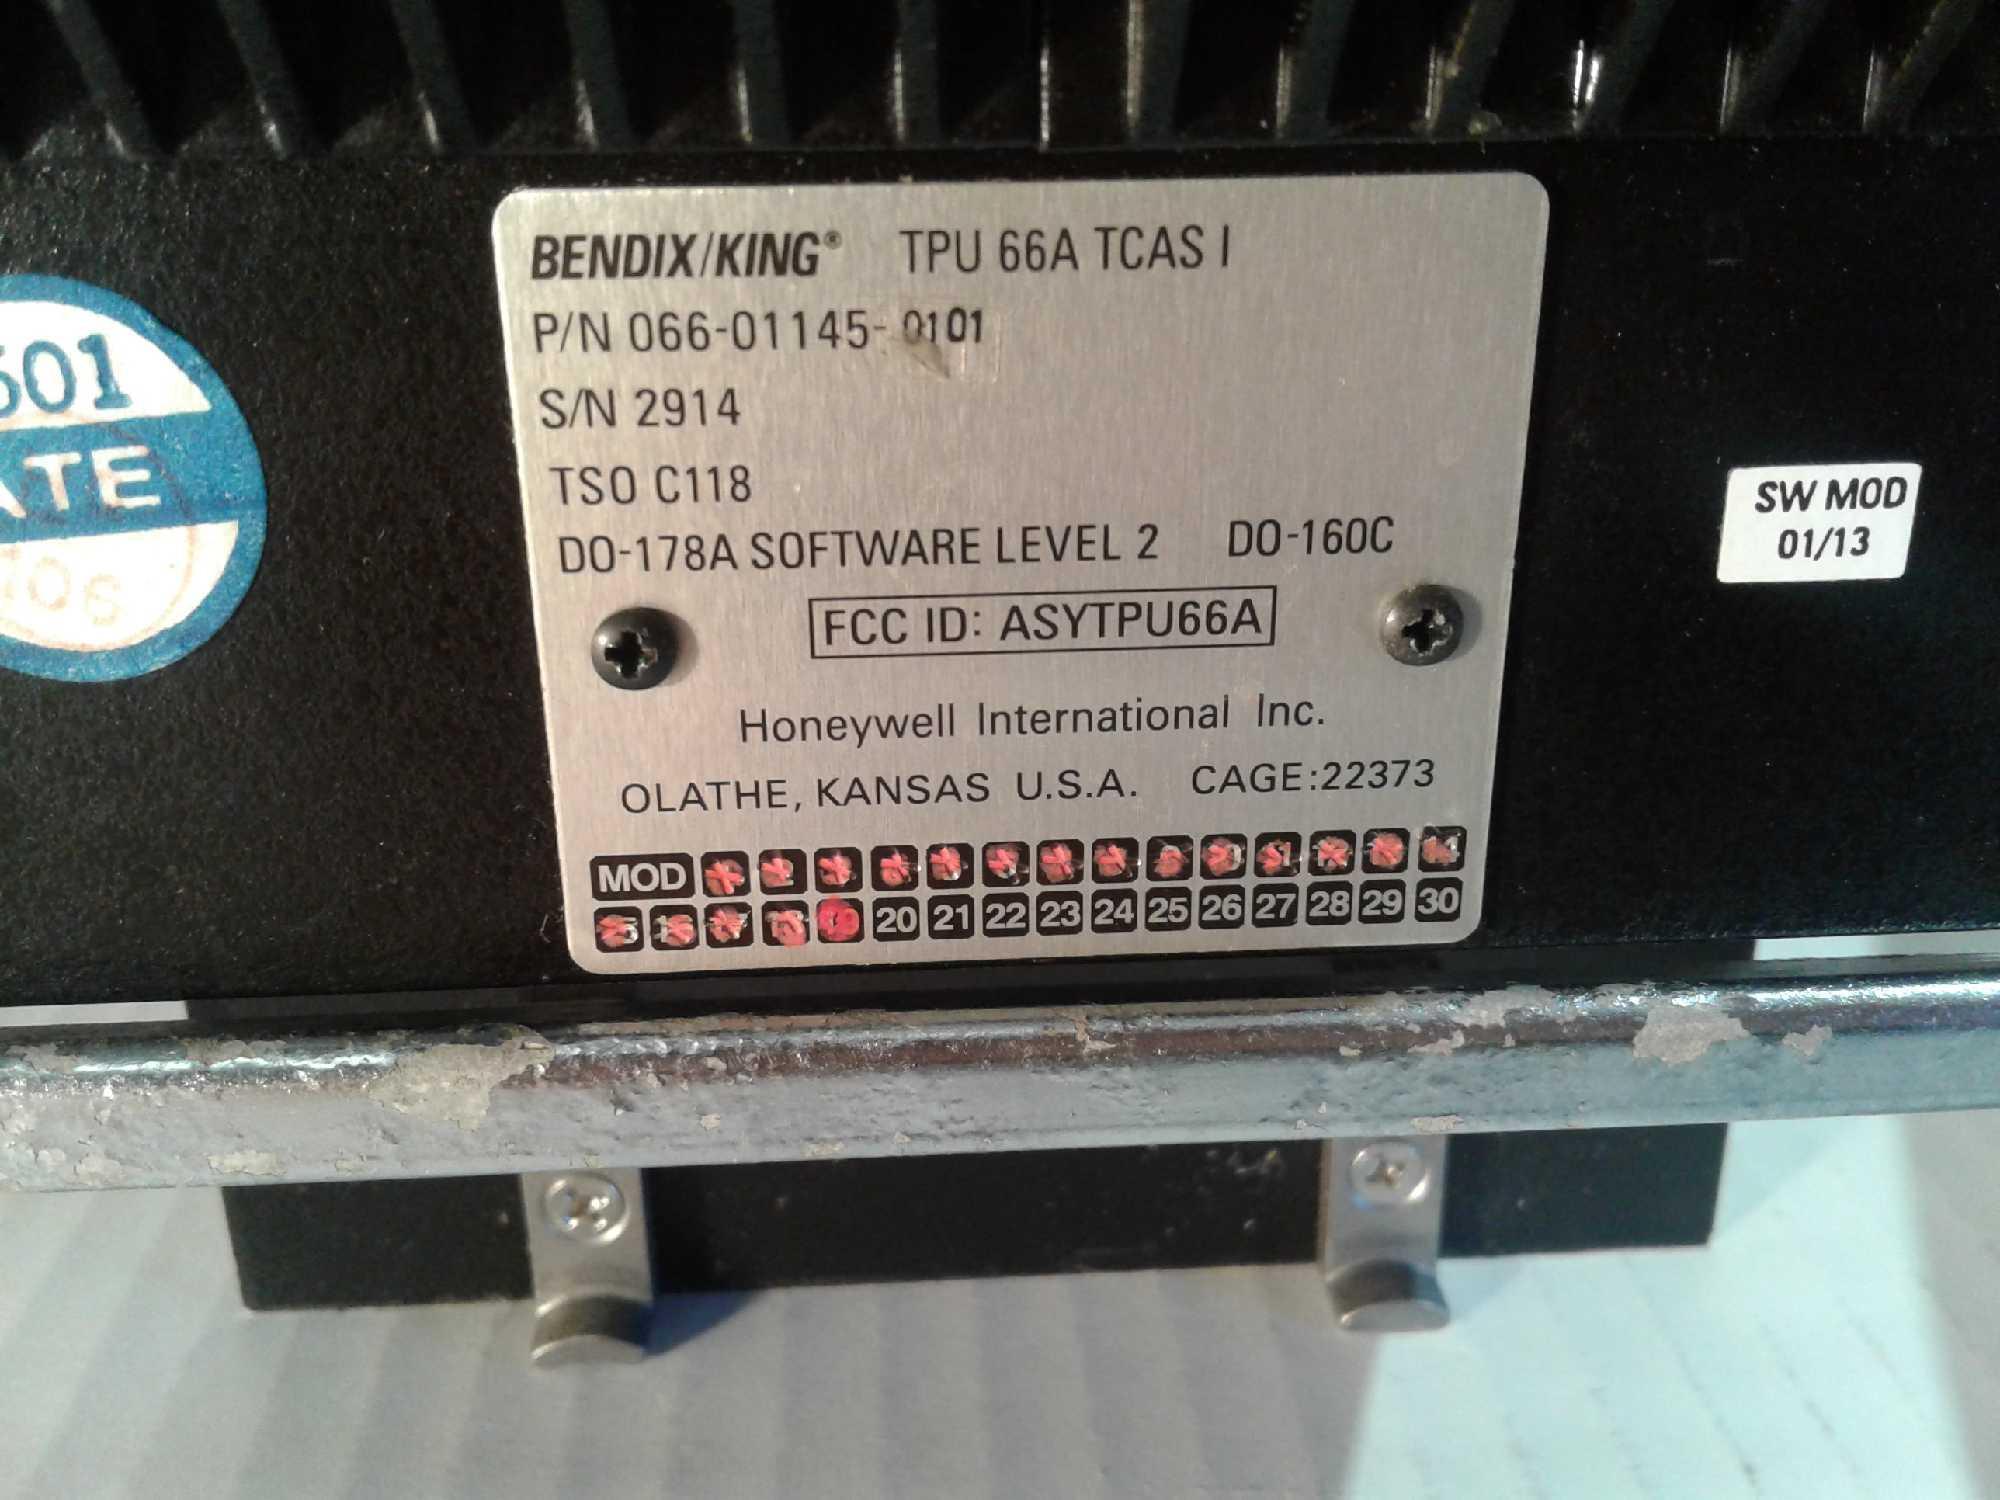 BENDIX/KING® TPU 66A TCAS I
P/N 066-01145-0101
S/N 2914
TSO C118
DO-178A SOFTWARE LEVEL 2 DO-160C
FCC ID: ASYTPU66A
Honeywell International Inc.
OLATHE, KANSAS U.S.A. CAGE:22373
MOD
20 21 22 23 24 25 26 27 28 29 30
SW MOD
01/13